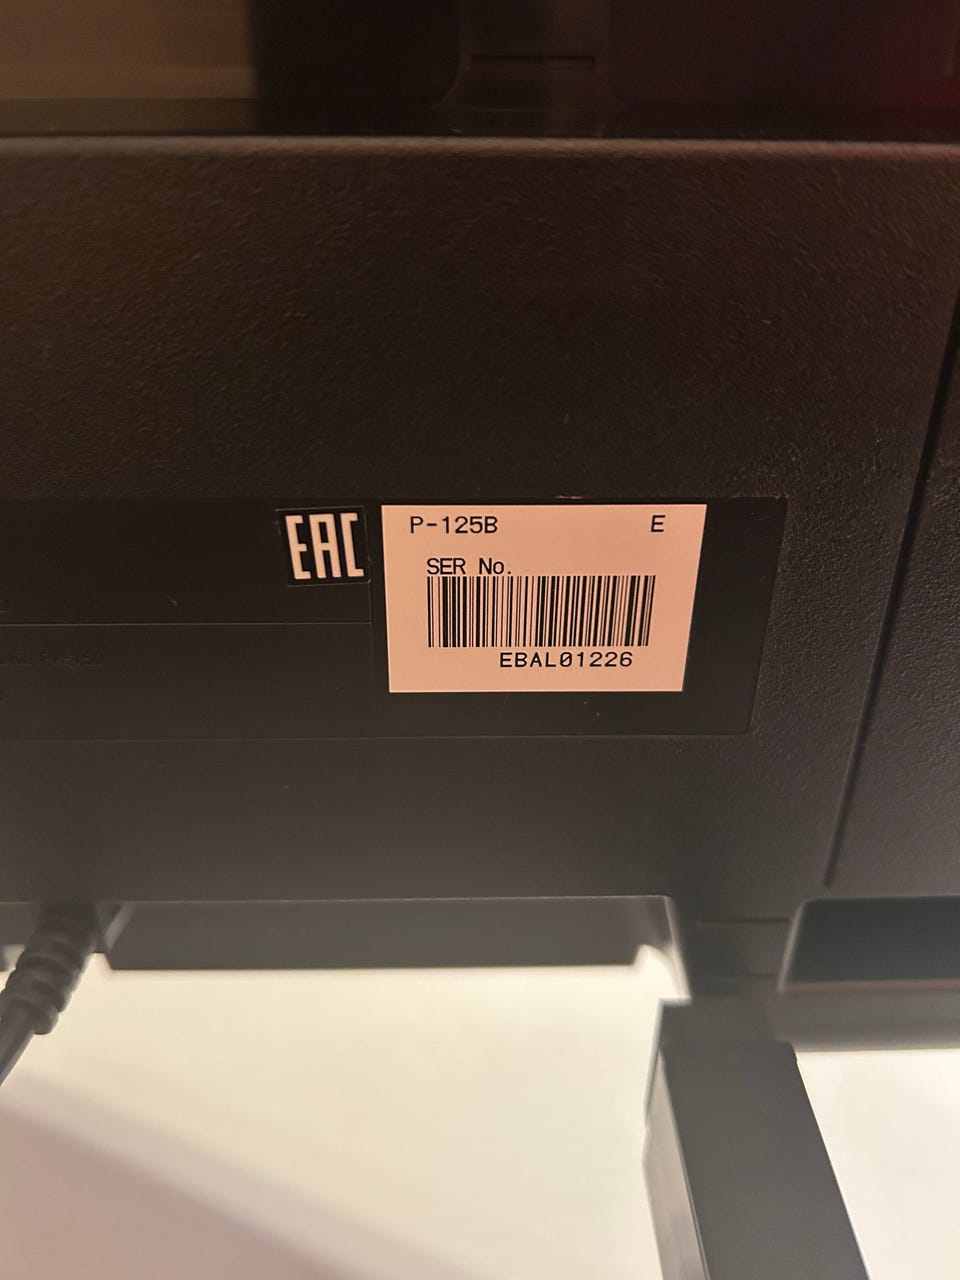 EAC
P-125B E
SER No.
EBAL01226